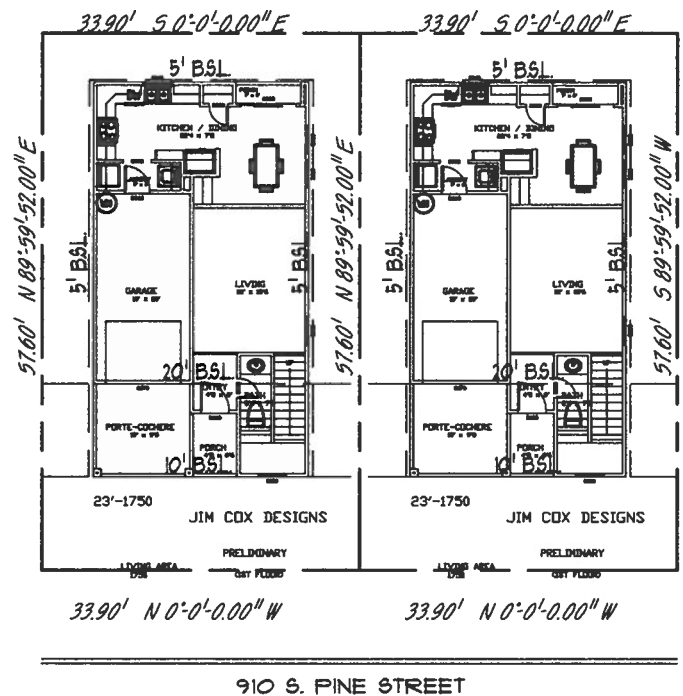 33.90' S 0°-0'-0.00" E
33.90' S 0°-0'-0.00" E
5' B.S.L.
5' B.S.L.
KITCHEN / DINING
KITCHEN / DINING
57.60' N 89°-59'-52.00" E
57.60' N 89°-59'-52.00" E
57.60' S 89°-59'-52.00" W
5' B.S.L.
5' B.S.L.
5' B.S.L.
5' B.S.L.
WH
WH
GARAGE
LIVING
GARAGE
LIVING
20' B.S.L.
20' B.S.L.
UP
UP
ENTRY
BATH
ENTRY
BATH
PORTE-COCHERE
PORCH
PORTE-COCHERE
PORCH
10' B.S.L.
10' B.S.L.
23'-1750
23'-1750
JIM COX DESIGNS
JIM COX DESIGNS
PRELIMINARY
PRELIMINARY
LIVING AREA
LIVING AREA
33.90' N 0°-0'-0.00" W
33.90' N 0°-0'-0.00" W
910 S. PINE STREET